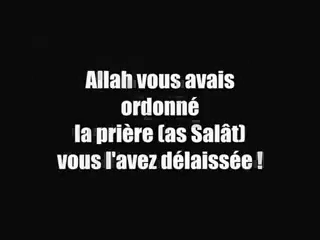 Allah vous avais
ordonné
la prière (as Salât)
vous l'avez délaissée !